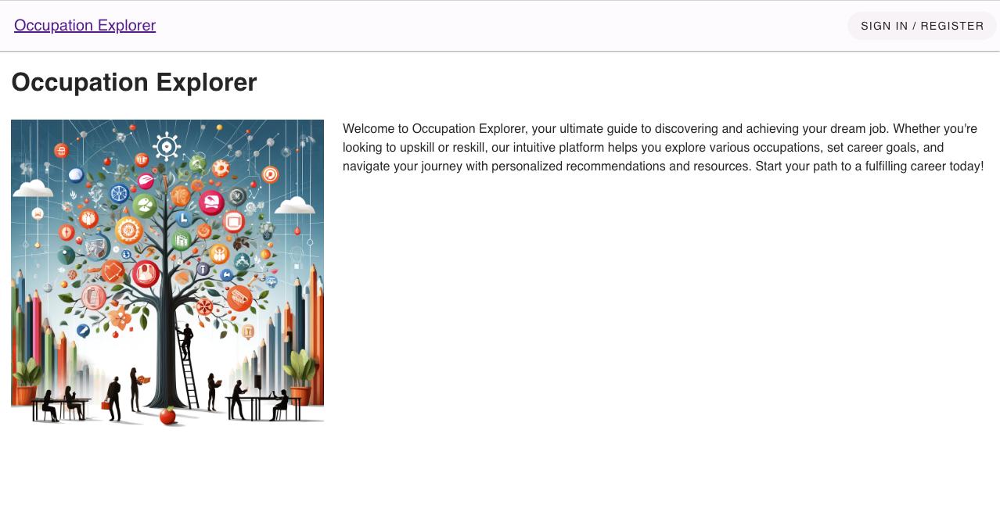 Occupation Explorer
SIGN IN / REGISTER
Occupation Explorer
Welcome to Occupation Explorer, your ultimate guide to discovering and achieving your dream job. Whether you're
looking to upskill or reskill, our intuitive platform helps you explore various occupations, set career goals, and
navigate your journey with personalized recommendations and resources. Start your path to a fulfilling career today!